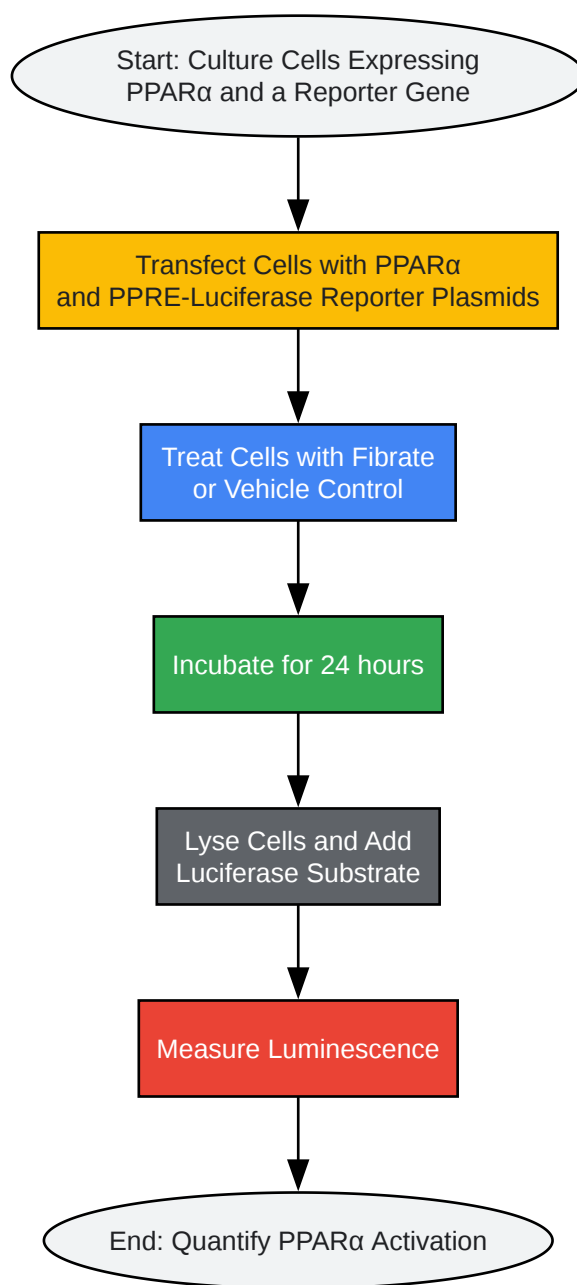 Start: Culture Cells Expressing
PPARα and a Reporter Gene
Transfect Cells with PPARα
and PPRE-Luciferase Reporter Plasmids
Treat Cells with Fibrate
or Vehicle Control
Incubate for 24 hours
Lyse Cells and Add
Luciferase Substrate
Measure Luminescence
End: Quantify PPARα Activation